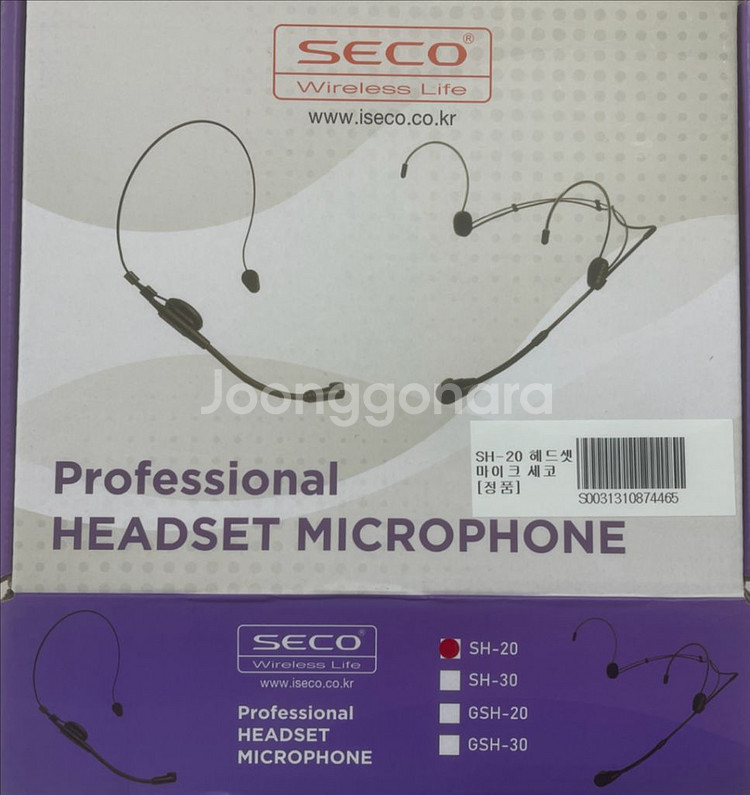 SECO®
Wireless Life
www.iseco.co.kr
Joonggonara
SH-20 헤드셋
마이크 세코
[정품]
S0031310874465
Professional
HEADSET MICROPHONE
SECO®
Wireless Life
www.iseco.co.kr
Professional
HEADSET
MICROPHONE
SH-20
SH-30
GSH-20
GSH-30